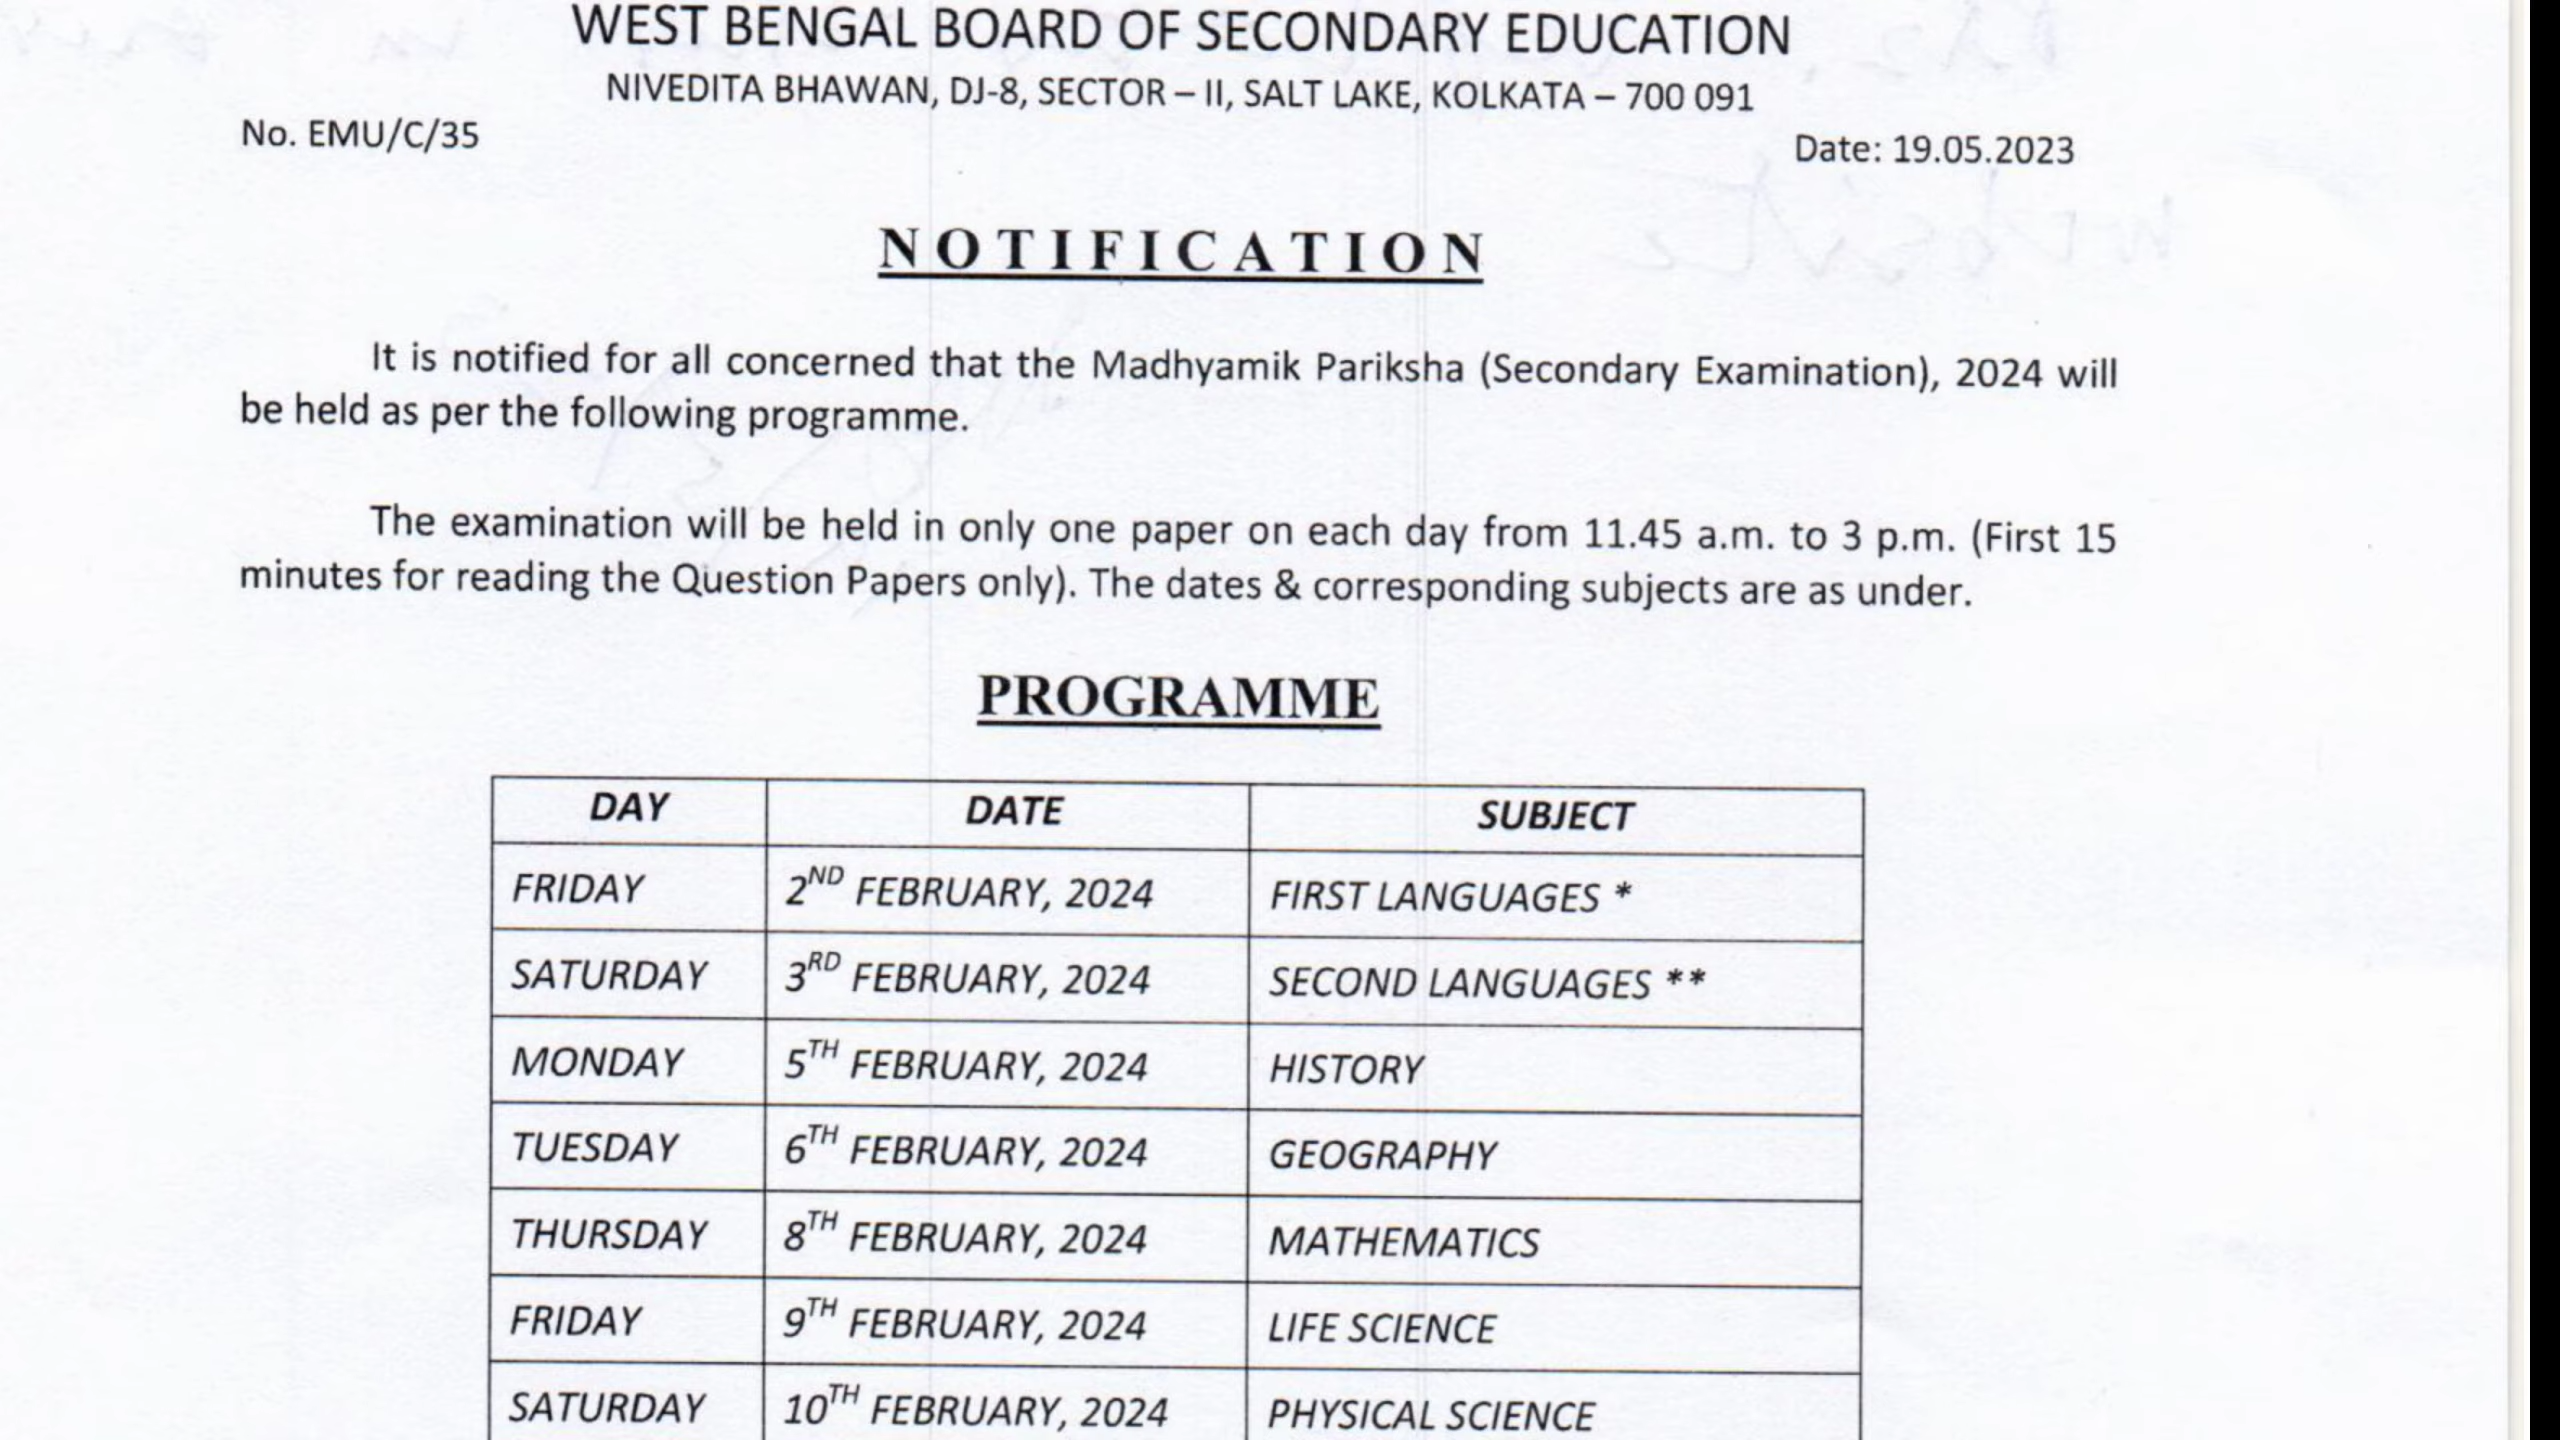 WEST BENGAL BOARD OF SECONDARY EDUCATION
NIVEDITA BHAWAN, DJ-8, SECTOR – II, SALT LAKE, KOLKATA – 700 091
No. EMU/C/35
Date: 19.05.2023
NOTIFICATION
It is notified for all concerned that the Madhyamik Pariksha (Secondary Examination), 2024 will
be held as per the following programme.
The examination will be held in only one paper on each day from 11.45 a.m. to 3 p.m. (First 15
minutes for reading the Question Papers only). The dates & corresponding subjects are as under.
PROGRAMME
DAY DATE SUBJECT
FRIDAY 2ND FEBRUARY, 2024 FIRST LANGUAGES *
SATURDAY 3RD FEBRUARY, 2024 SECOND LANGUAGES **
MONDAY 5TH FEBRUARY, 2024 HISTORY
TUESDAY 6TH FEBRUARY, 2024 GEOGRAPHY
THURSDAY 8TH FEBRUARY, 2024 MATHEMATICS
FRIDAY 9TH FEBRUARY, 2024 LIFE SCIENCE
SATURDAY 10TH FEBRUARY, 2024 PHYSICAL SCIENCE